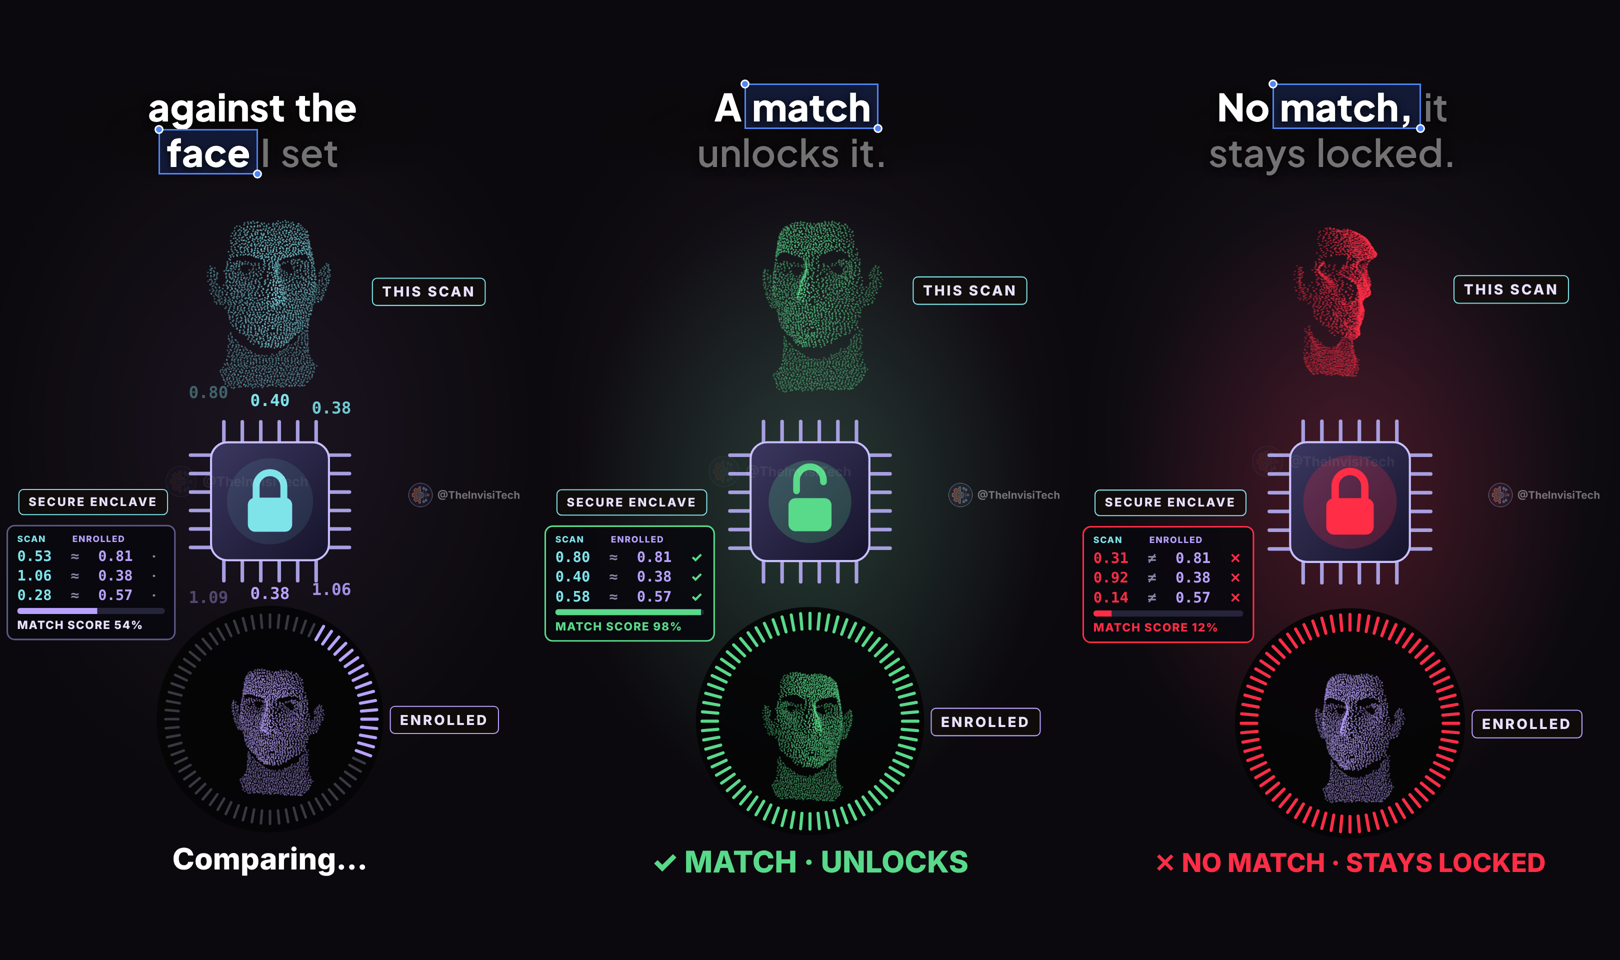 against the
face I set
THIS SCAN
0.80
0.40
0.38
@TheInvisiTech
@TheInvisiTech
SECURE ENCLAVE
SCAN ENROLLED
0.53 ≈ 0.81 ·
1.06 ≈ 0.38 ·
0.28 ≈ 0.57 ·
MATCH SCORE 54%
1.09
0.38
1.06
ENROLLED
Comparing...
A match
unlocks it.
THIS SCAN
@TheInvisiTech
@TheInvisiTech
SECURE ENCLAVE
SCAN ENROLLED
0.80 ≈ 0.81 ✓
0.40 ≈ 0.38 ✓
0.58 ≈ 0.57 ✓
MATCH SCORE 98%
ENROLLED
✓ MATCH · UNLOCKS
No match, it
stays locked.
THIS SCAN
@TheInvisiTech
@TheInvisiTech
SECURE ENCLAVE
SCAN ENROLLED
0.31 ≠ 0.81 ✕
0.92 ≠ 0.38 ✕
0.14 ≠ 0.57 ✕
MATCH SCORE 12%
ENROLLED
✕ NO MATCH · STAYS LOCKED